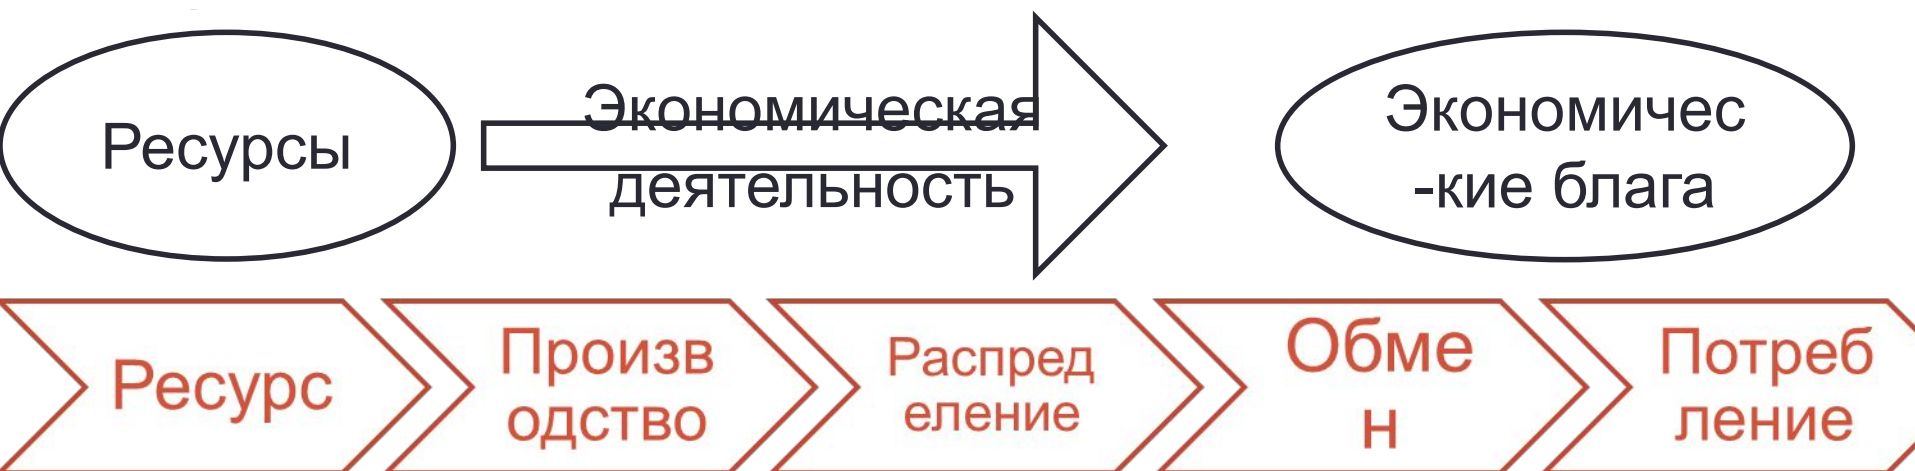 Ресурсы
Экономическая
деятельность
Экономичес
-кие блага
Ресурс
Произв
одство
Распред
еление
Обме
н
Потреб
ление